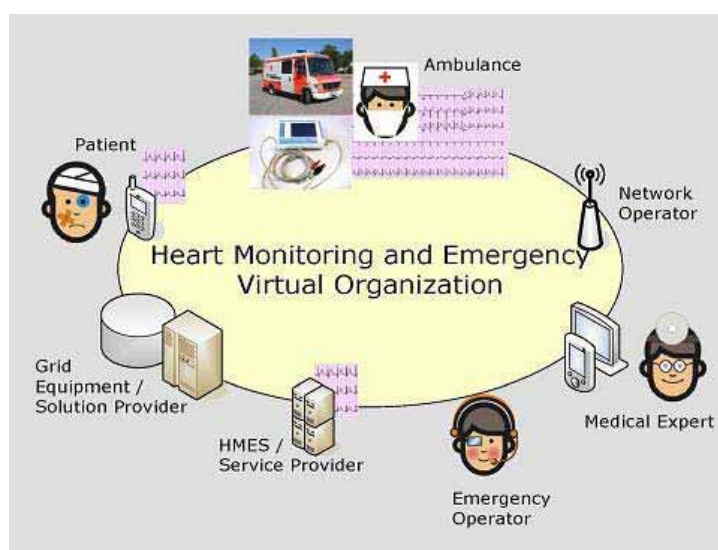 Ambulance
Patient
Network
Operator
Heart Monitoring and Emergency
Virtual Organization
Grid
Equipment /
Solution Provider
HMES /
Service Provider
Medical Expert
Emergency
Operator